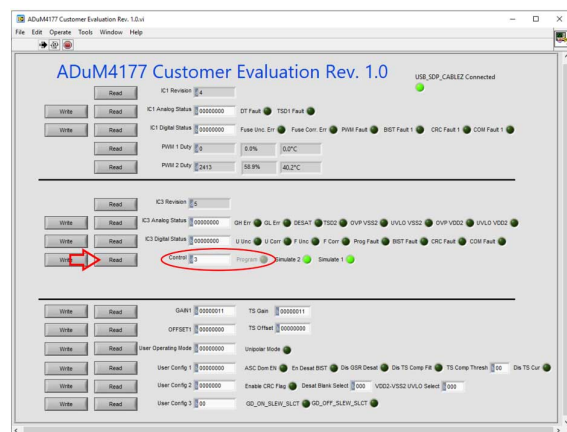 ADuM4177 Customer Evaluation Rev. 1.0.vi
File Edit Operate Tools Window Help
ADuM4177 Customer Evaluation Rev. 1.0
USB_SDP_CABLEZ Connected
Read IC1 Revision 4
Write Read IC1 Analog Status 00000000 DT Fault TSD1 Fault
Write Read IC1 Digital Status 00000000 Fuse Unc. Err Fuse Corr. Err PWM Fault BIST Fault 1 CRC Fault 1 COM Fault 1
Read PWM 1 Duty 0 0.0% 0.0°C
Read PWM 2 Duty 2413 58.9% 40.2°C
Read IC3 Revision 5
Write Read IC3 Analog Status 00000000 GH Err GL Err DESAT TSD2 OVP VSS2 UVLO VSS2 OVP VDD2 UVLO VDD2
Write Read IC3 Digital Status 00000000 U Unc U Corr F Unc F Corr Prog Fault BIST Fault CRC Fault COM Fault
Write Read Control 3 Program Simulate 2 Simulate 1
Write Read GAIN1 00000011 TS Gain 00000011
Write Read OFFSET1 00000000 TS Offset 00000000
Write Read User Operating Mode 00000000 Unipolar Mode
Write Read User Config 1 00000000 ASC Dom EN En Desat BIST Dis GSR Desat Dis TS Comp Filt TS Comp Thresh 00 Dis TS Cur
Write Read User Config 2 00000000 Enable CRC Flag Desat Blank Select 000 VDD2-VSS2 UVLO Select 000
Write Read User Config 3 00 GD_ON_SLEW_SLCT GD_OFF_SLEW_SLCT